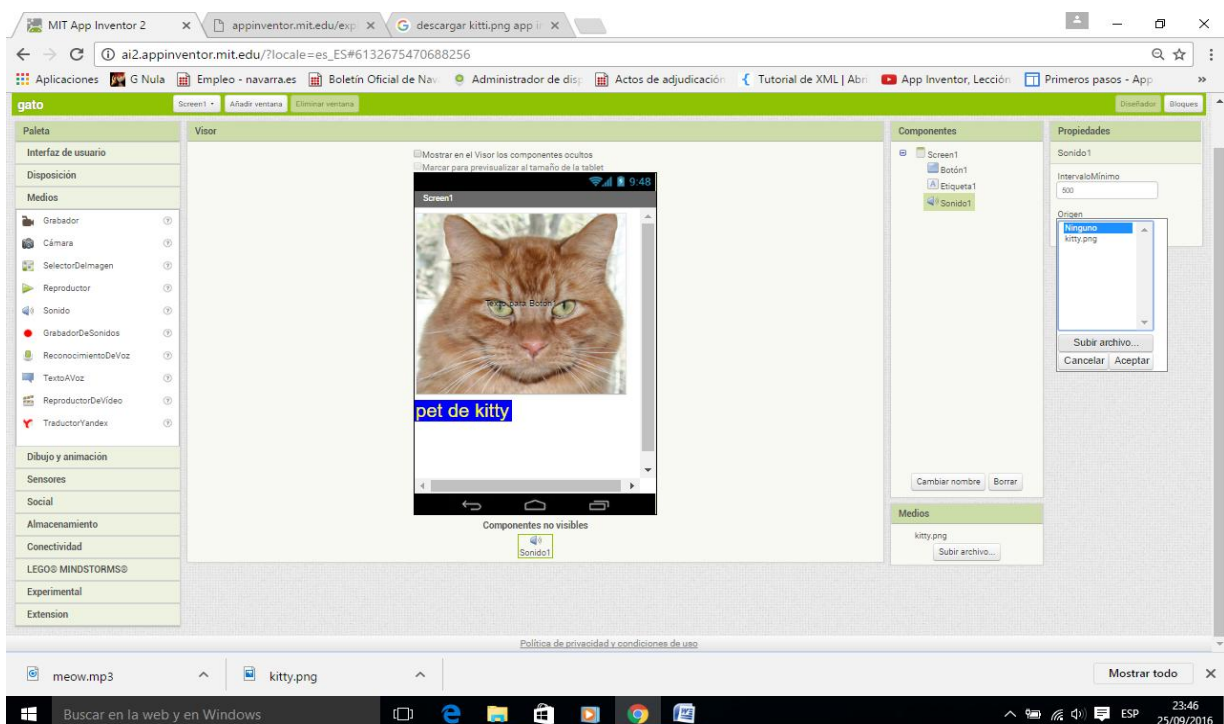 MIT App Inventor 2
appinventor.mit.edu/exp
descargar kitti.png app in
ai2.appinventor.mit.edu/?locale=es_ES#6132675470688256
Aplicaciones
G Nula
Empleo - navarra.es
Boletín Oficial de Nav
Administrador de dis
Actos de adjudicación
Tutorial de XML | Abri
App Inventor, Lección
Primeros pasos - App
gato
Screen1
Añadir ventana
Eliminar ventana
Diseñador
Bloques
Paleta
Interfaz de usuario
Disposición
Medios
Grabador
Cámara
SelectorDeImagen
Reproductor
Sonido
GrabadorDeSonidos
ReconocimientoDeVoz
TextoAVoz
ReproductorDeVídeo
TraductorYandex
Dibujo y animación
Sensores
Social
Almacenamiento
Conectividad
LEGO® MINDSTORMS®
Experimental
Extension
Visor
Mostrar en el Visor los componentes ocultos
Marcar para previsualizar al tamaño de la tablet
9:48
Screen1
Texto para Botón1
pet de kitty
Componentes no visibles
Sonido1
Componentes
Screen1
Botón1
Etiqueta1
Sonido1
Cambiar nombre
Borrar
Medios
kitty.png
Subir archivo...
Propiedades
Sonido1
IntervaloMínimo
500
Origen
Ninguno
kitty.png
Subir archivo...
Cancelar
Aceptar
Política de privacidad y condiciones de uso
meow.mp3
kitty.png
Mostrar todo
Buscar en la web y en Windows
ESP
23:46
25/09/2016